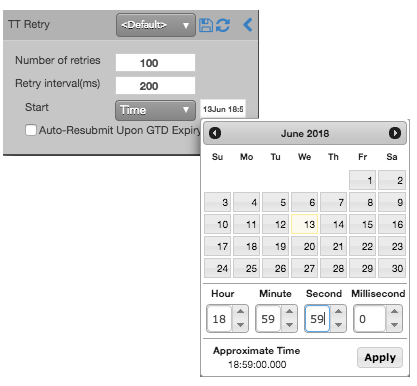 TT Retry <Default>
Number of retries 100
Retry interval(ms) 200
Start Time 13Jun 18:5
Auto-Resubmit Upon GTD Expiry
June 2018
Su Mo Tu We Th Fr Sa
1 2
3 4 5 6 7 8 9
10 11 12 13 14 15 16
17 18 19 20 21 22 23
24 25 26 27 28 29 30
Hour Minute Second Millisecond
18 59 59 0
Approximate Time
18:59:00.000
Apply